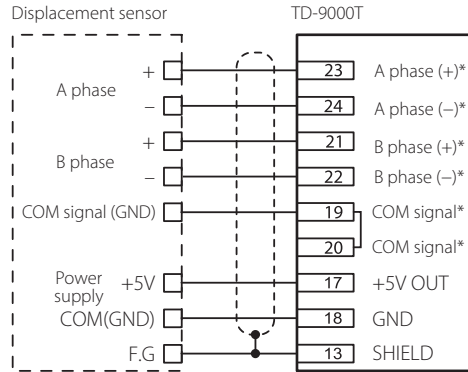 Displacement sensor TD-9000T
A phase + 23 A phase (+)*
− 24 A phase (−)*
B phase + 21 B phase (+)*
− 22 B phase (−)*
COM signal (GND) 19 COM signal*
20 COM signal*
Power supply +5V 17 +5V OUT
COM(GND) 18 GND
F.G 13 SHIELD